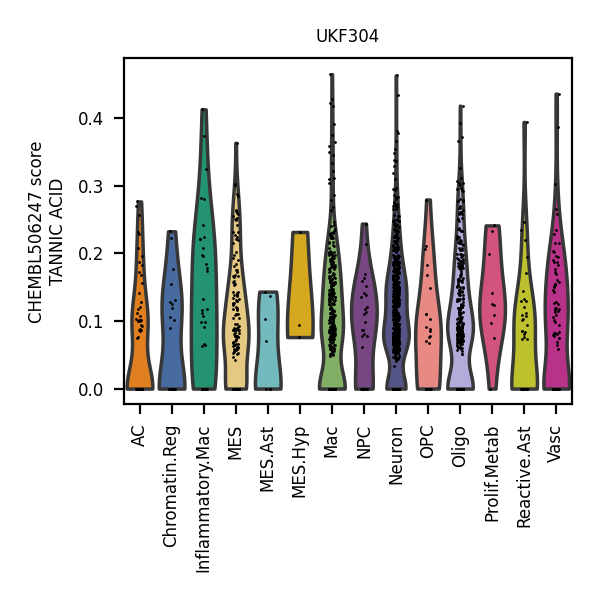 UKF304
CHEMBL506247 score
TANNIC ACID
0.4
0.3
0.2
0.1
0.0
AC
Chromatin.Reg
Inflammatory.Mac
MES
MES.Ast
MES.Hyp
Mac
NPC
Neuron
OPC
Oligo
Prolif.Metab
Reactive.Ast
Vasc